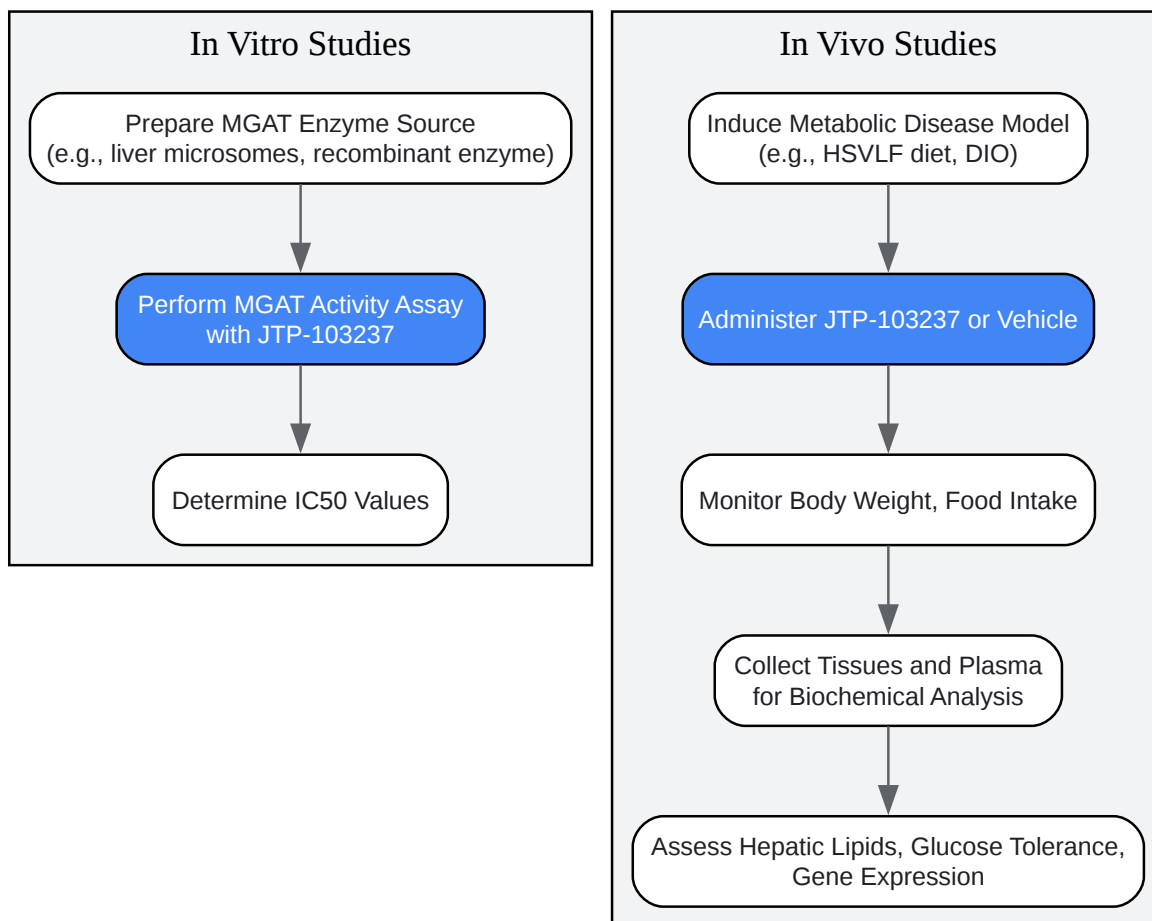 In Vitro Studies
Prepare MGAT Enzyme Source
(e.g., liver microsomes, recombinant enzyme)
Perform MGAT Activity Assay
with JTP-103237
Determine IC50 Values
In Vivo Studies
Induce Metabolic Disease Model
(e.g., HSVLF diet, DIO)
Administer JTP-103237 or Vehicle
Monitor Body Weight, Food Intake
Collect Tissues and Plasma
for Biochemical Analysis
Assess Hepatic Lipids, Glucose Tolerance,
Gene Expression